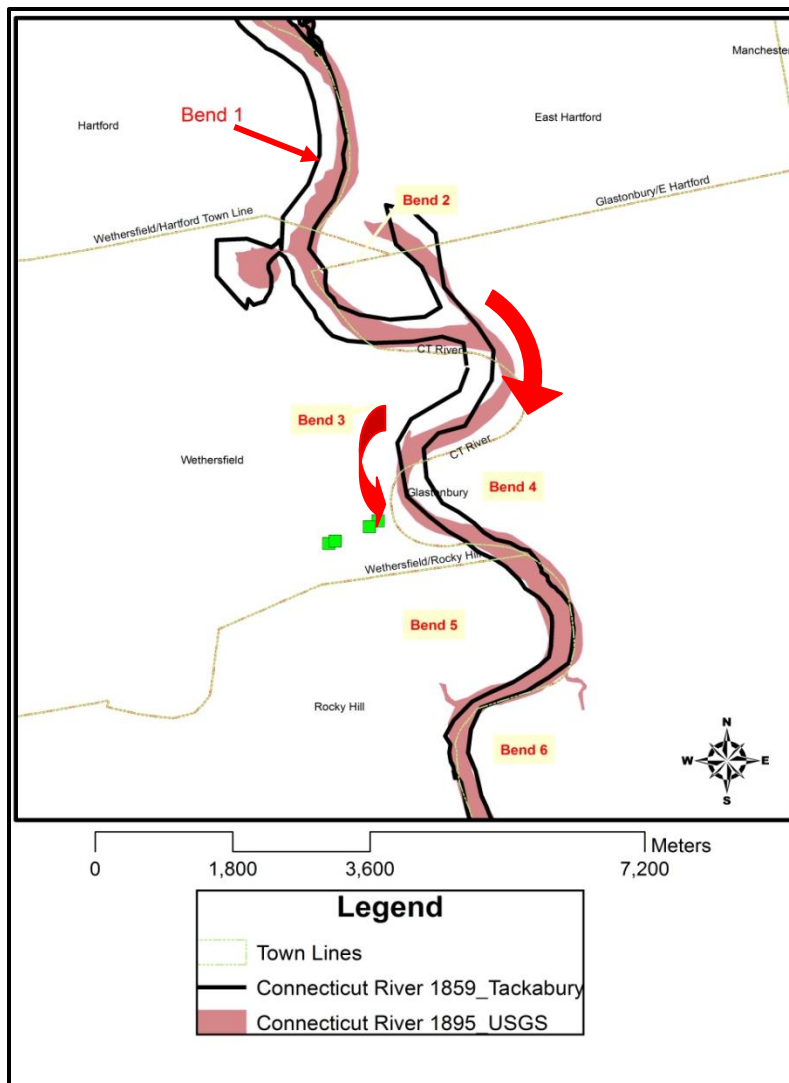 Manchester
Bend 1
Hartford
East Hartford
Bend 2
Glastonbury/E Hartford
Wethersfield/Hartford Town Line
CT River
Bend 3
CT River
Wethersfield
Glastonbury
Bend 4
Wethersfield/Rocky Hill
Bend 5
Rocky Hill
Bend 6
N
W E
S
Meters
0 1,800 3,600 7,200
Legend
Town Lines
Connecticut River 1859_Tackabury
Connecticut River 1895_USGS